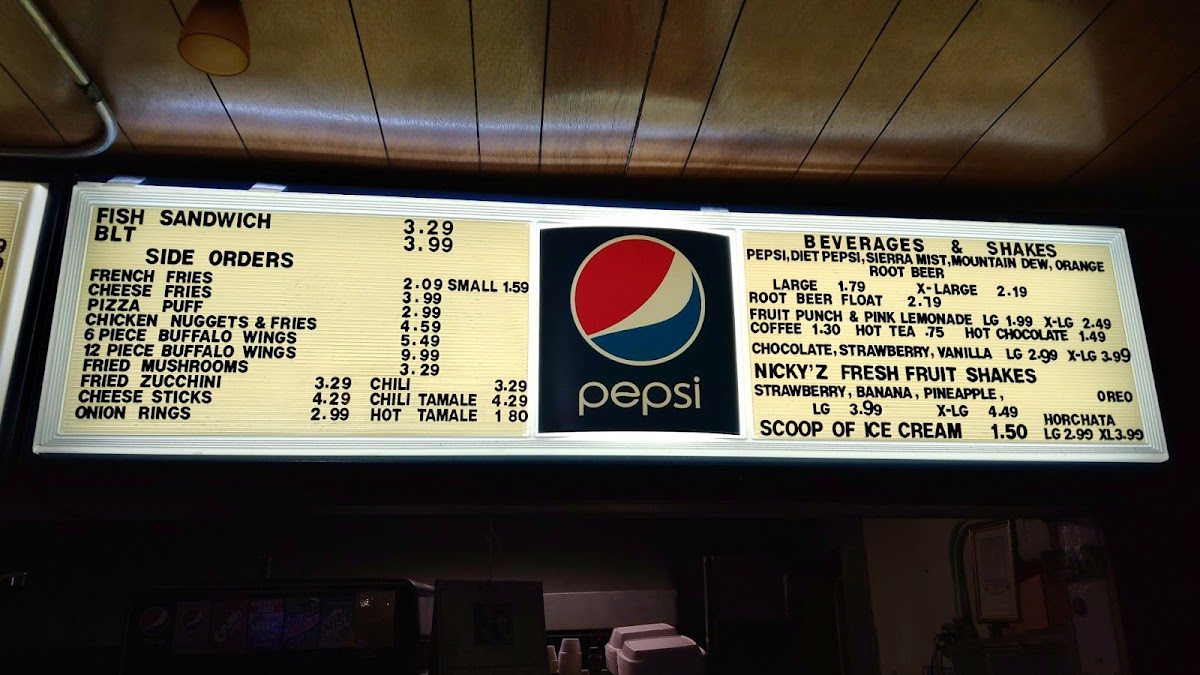 FISH SANDWICH 3.29
BLT 3.99
SIDE ORDERS
FRENCH FRIES 2.09 SMALL 1.59
CHEESE FRIES 3.99
PIZZA PUFF 2.99
CHICKEN NUGGETS & FRIES 4.59
6 PIECE BUFFALO WINGS 5.49
12 PIECE BUFFALO WINGS 9.99
FRIED MUSHROOMS 3.29
FRIED ZUCCHINI 3.29 CHILI 3.29
CHEESE STICKS 4.29 CHILI TAMALE 4.29
ONION RINGS 2.99 HOT TAMALE 1 80
pepsi
BEVERAGES & SHAKES
PEPSI, DIET PEPSI, SIERRA MIST, MOUNTAIN DEW, ORANGE
ROOT BEER
LARGE 1.79 X-LARGE 2.19
ROOT BEER FLOAT 2.79
FRUIT PUNCH & PINK LEMONADE LG 1.99 X-LG 2.49
COFFEE 1.30 HOT TEA .75 HOT CHOCOLATE 1.49
CHOCOLATE, STRAWBERRY, VANILLA LG 2.99 X-LG 3.99
NICKY'Z FRESH FRUIT SHAKES
STRAWBERRY, BANANA, PINEAPPLE, OREO
LG 3.99 X-LG 4.49
HORCHATA
SCOOP OF ICE CREAM 1.50 LG 2.99 XL 3.99
Crush